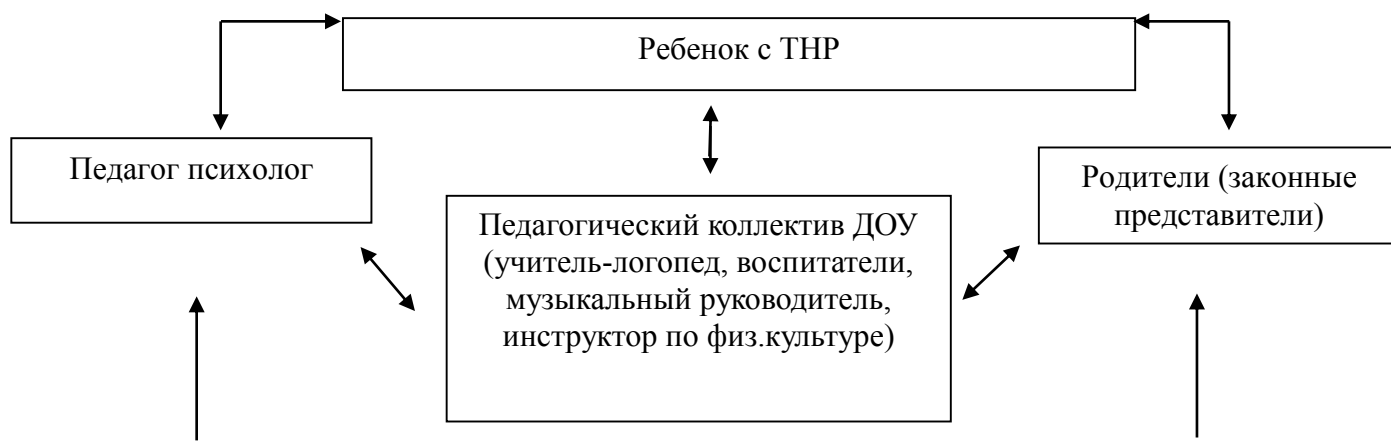 Ребенок с ТНР
Педагог психолог
Родители (законные
представители)
Педагогический коллектив ДОУ
(учитель-логопед, воспитатели,
музыкальный руководитель,
инструктор по физ.культуре)